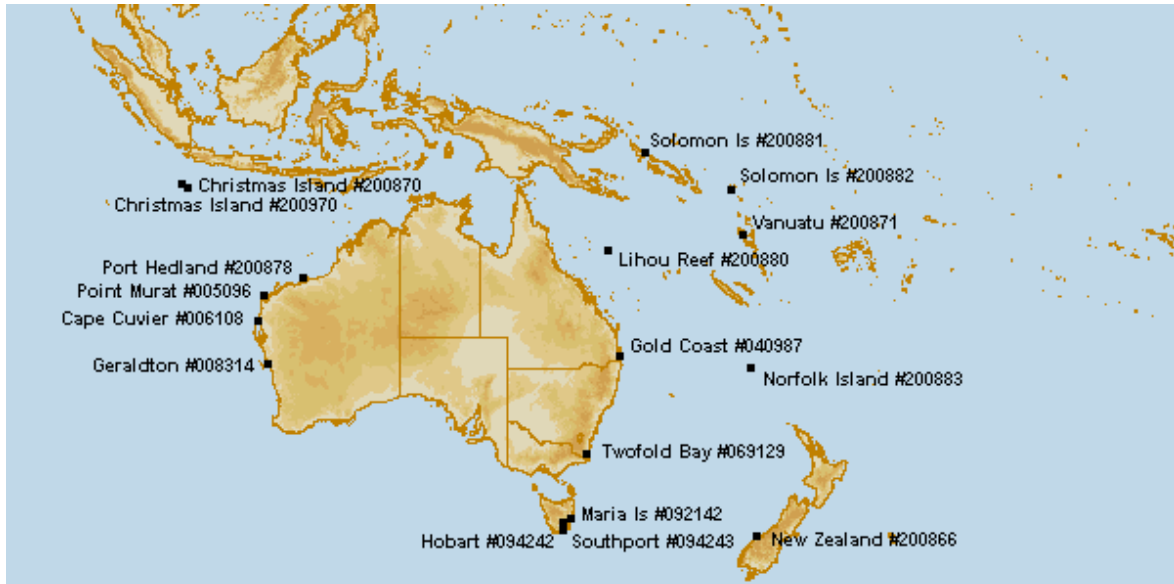 Solomon Is #200881
Solomon Is #200882
Christmas Island #200870
Christmas Island #200970
Vanuatu #200871
Lihou Reef #200880
Port Hedland #200878
Point Murat #005096
Cape Cuvier #006108
Gold Coast #040987
Geraldton #008314
Norfolk Island #200883
Twofold Bay #069129
Maria Is #092142
Hobart #094242
Southport #094243
New Zealand #200866